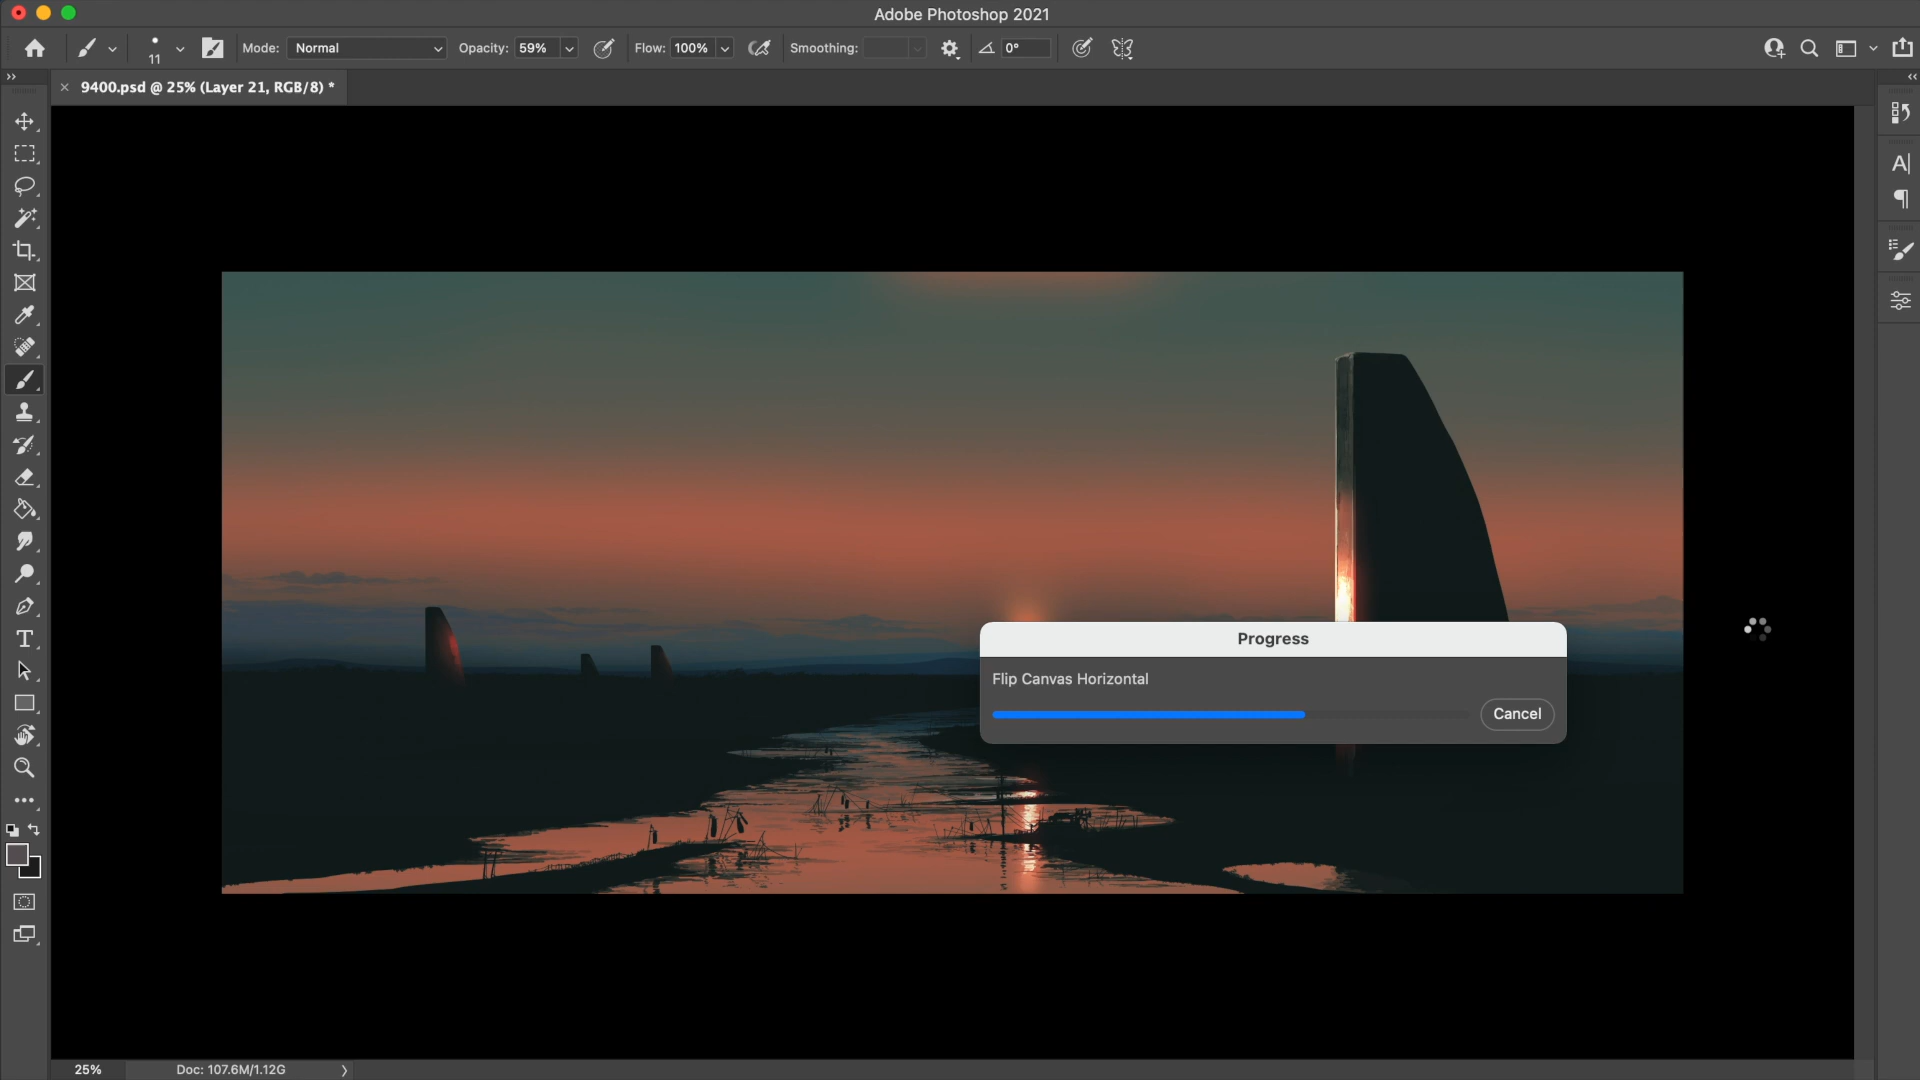 Adobe Photoshop 2021
11
Mode: Normal Opacity: 59% Flow: 100% Smoothing: 0°
9400.psd @ 25% (Layer 21, RGB/8) *
Progress
Flip Canvas Horizontal
Cancel
25% Doc: 107.6M/1.12G